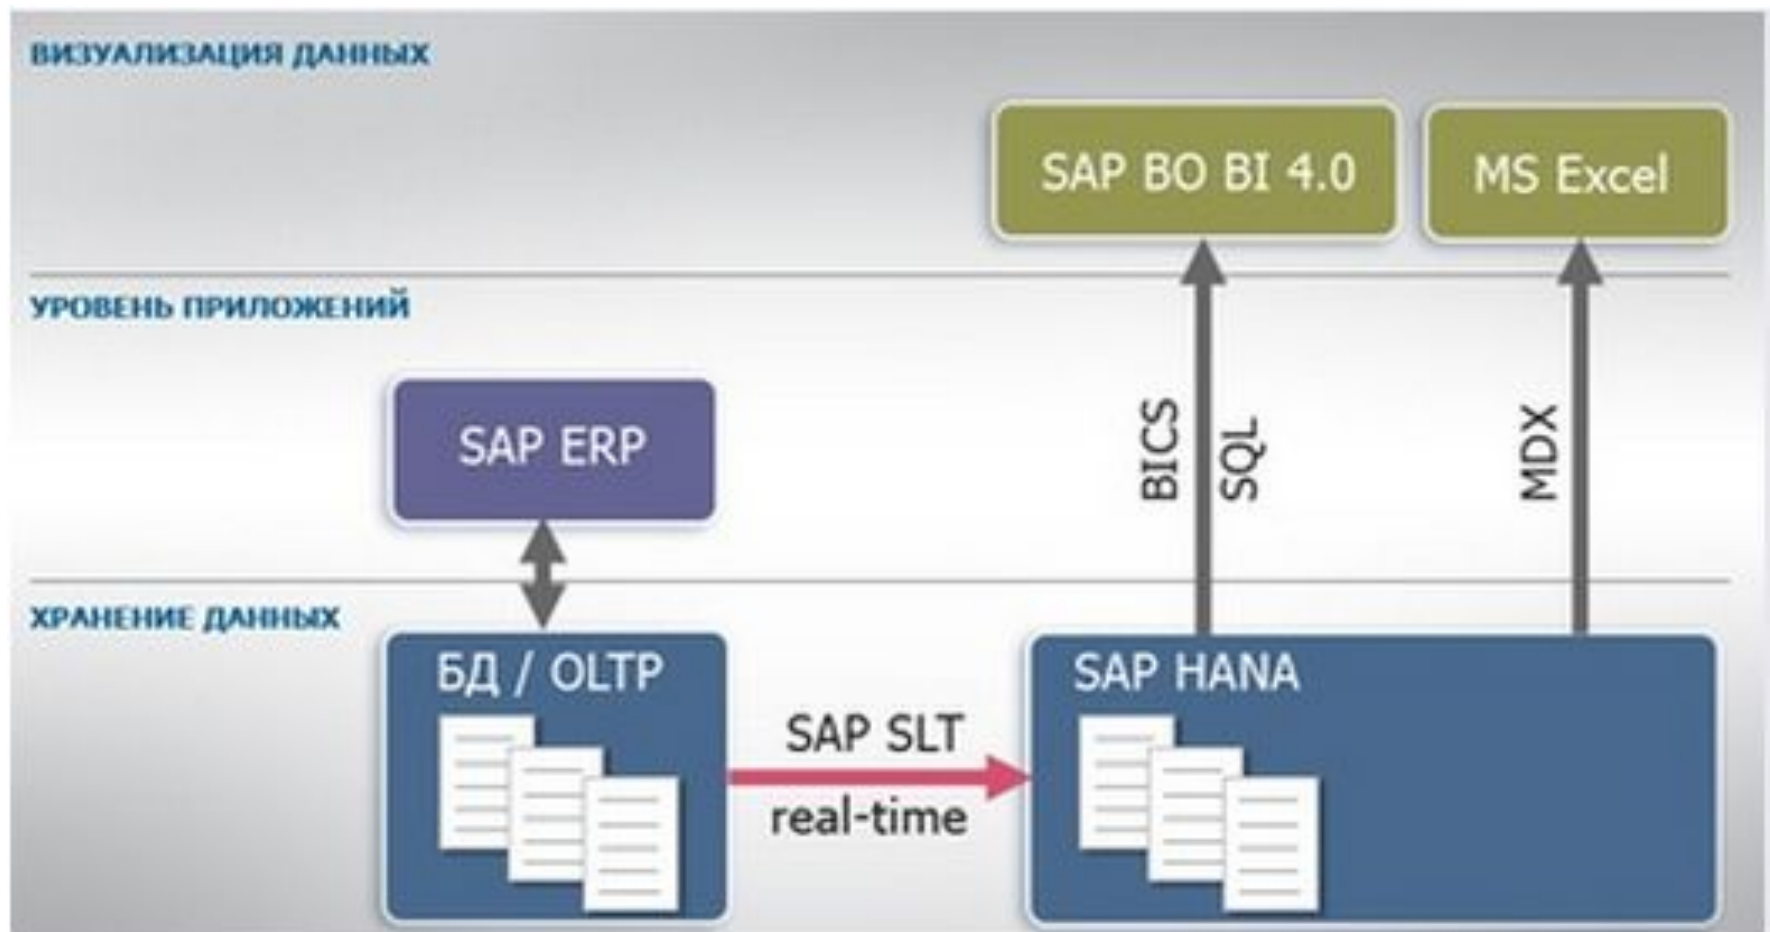 ВИЗУАЛИЗАЦИЯ ДАННЫХ
SAP BO BI 4.0
MS Excel
УРОВЕНЬ ПРИЛОЖЕНИЙ
SAP ERP
BICS
SQL
MDX
ХРАНЕНИЕ ДАННЫХ
БД / OLTP
SAP SLT
real-time
SAP HANA